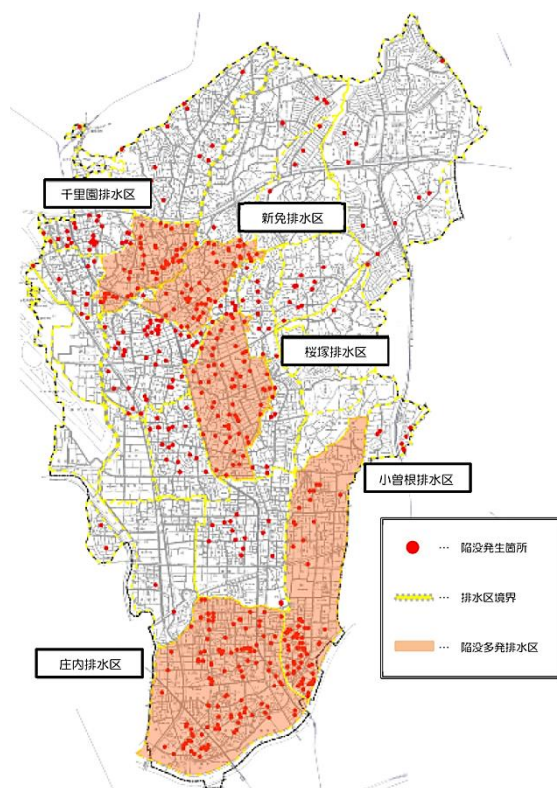 千里園排水区
新免排水区
桜塚排水区
小曽根排水区
… 陥没発生箇所
… 排水区境界
… 陥没多発排水区
庄内排水区